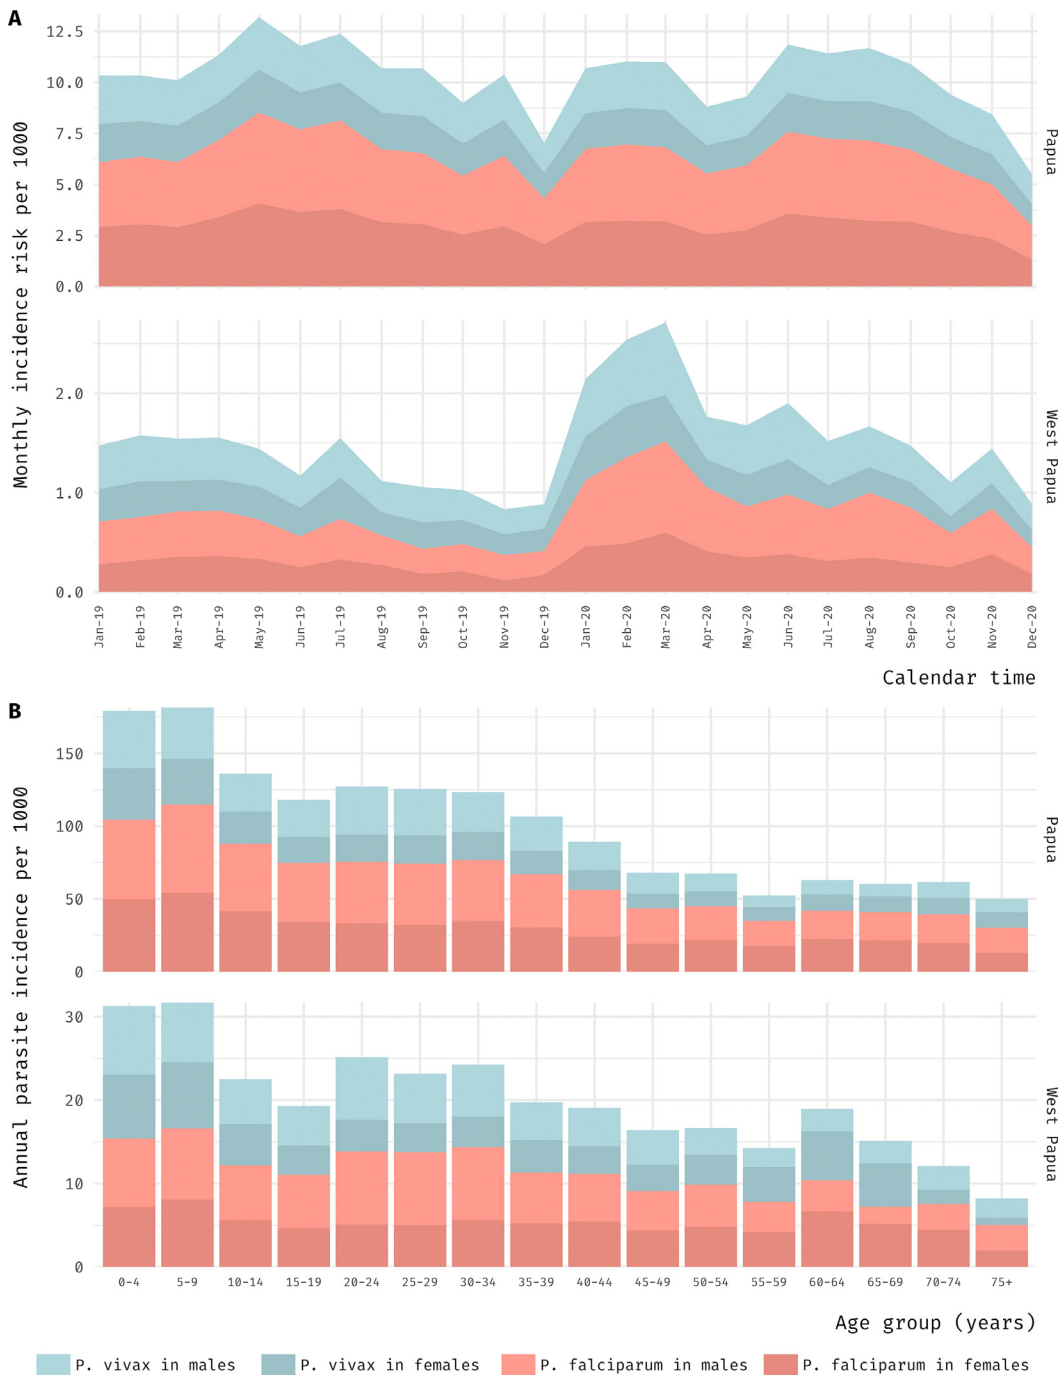 A
Monthly incidence risk per 1000
12.5
10.0
7.5
5.0
2.5
0.0
Papua
2.0
1.0
0.0
West Papua
Jan-19 Feb-19 Mar-19 Apr-19 May-19 Jun-19 Jul-19 Aug-19 Sep-19 Oct-19 Nov-19 Dec-19 Jan-20 Feb-20 Mar-20 Apr-20 May-20 Jun-20 Jul-20 Aug-20 Sep-20 Oct-20 Nov-20 Dec-20
Calendar time
B
Annual parasite incidence per 1000
150
100
50
0
Papua
30
20
10
0
West Papua
0-4 5-9 10-14 15-19 20-24 25-29 30-34 35-39 40-44 45-49 50-54 55-59 60-64 65-69 70-74 75+
Age group (years)
P. vivax in males P. vivax in females P. falciparum in males P. falciparum in females